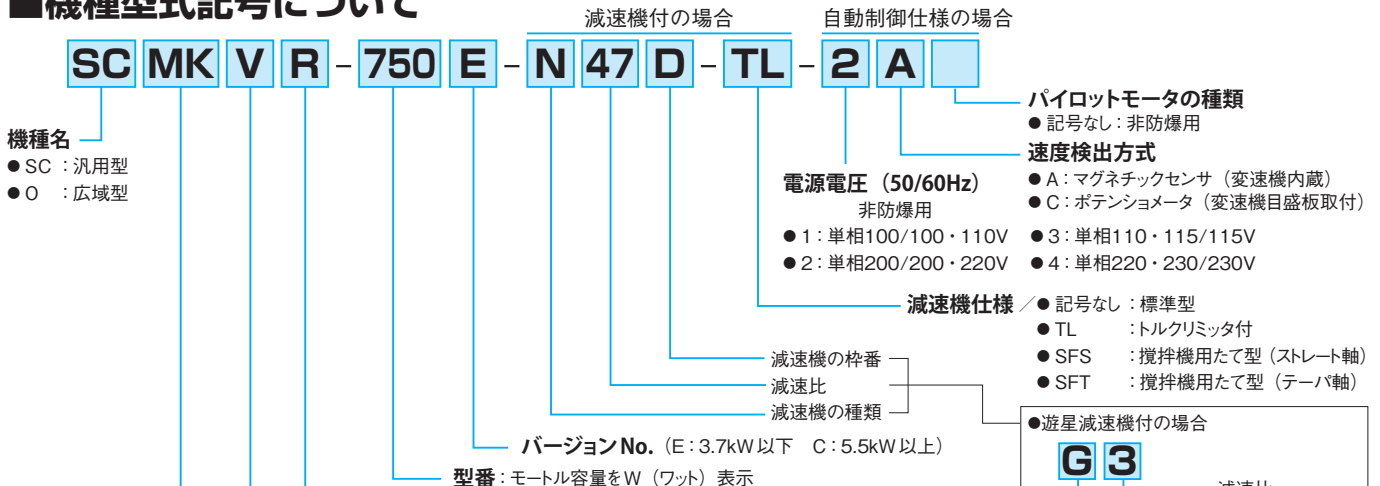 ■機種型式記号について
減速機付の場合
自動制御仕様の場合
SC MK V R - 750 E - N 47 D - TL - 2 A
機種名
● SC ：汎用型
● O ：広域型
パイロットモータの種類
● 記号なし：非防爆用
速度検出方式
● A：マグネチックセンサ（変速機内蔵）
● C：ポテンショメータ（変速機目盛板取付）
電源電圧（50/60Hz）
非防爆用
● 1：単相100/100・110V ● 3：単相110・115/115V
● 2：単相200/200・220V ● 4：単相220・230/230V
減速機仕様／● 記号なし：標準型
● TL ：トルクリミッタ付
● SFS ：撹拌機用たて型（ストレート軸）
● SFT ：撹拌機用たて型（テーパ軸）
減速機の枠番
減速比
減速機の種類
●遊星減速機付の場合
G 3
バージョンNo.（E：3.7kW以下 C：5.5kW以上）
型番：モートル容量をW（ワット）表示
減速比